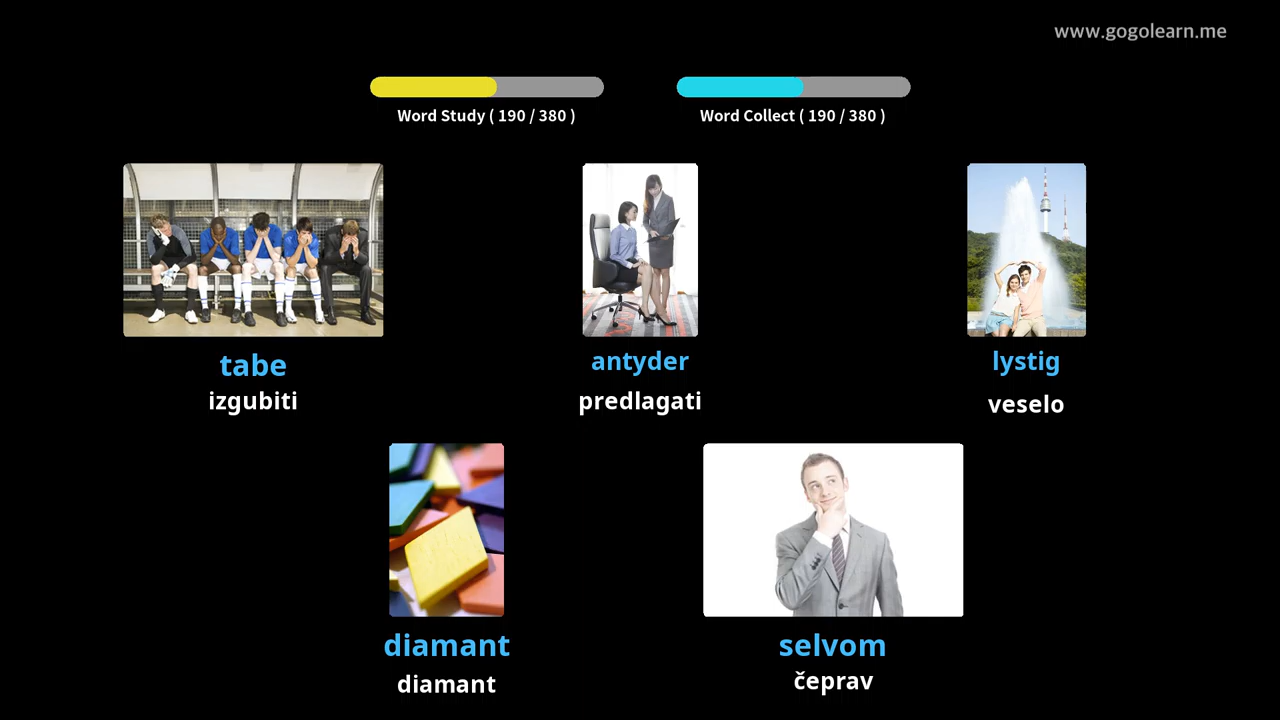 www.gogolearn.me
Word Study ( 190 / 380 )
Word Collect ( 190 / 380 )
tabe
izgubiti
antyder
predlagati
lystig
veselo
diamant
diamant
selvom
čeprav